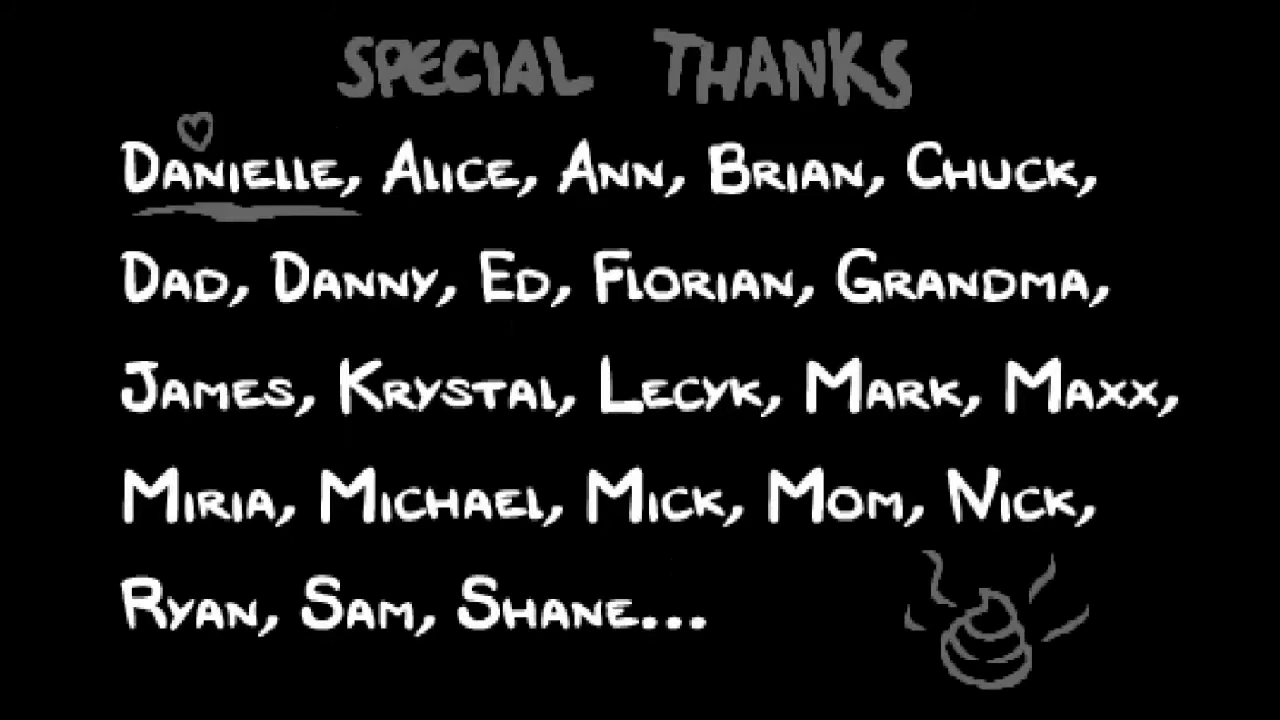 SPECIAL THANKS
DANIELLE, ALICE, ANN, BRIAN, CHUCK,
DAD, DANNY, ED, FLORIAN, GRANDMA,
JAMES, KRYSTAL, LECYK, MARK, MAXX,
MIRIA, MICHAEL, MICK, MOM, NICK,
RYAN, SAM, SHANE...